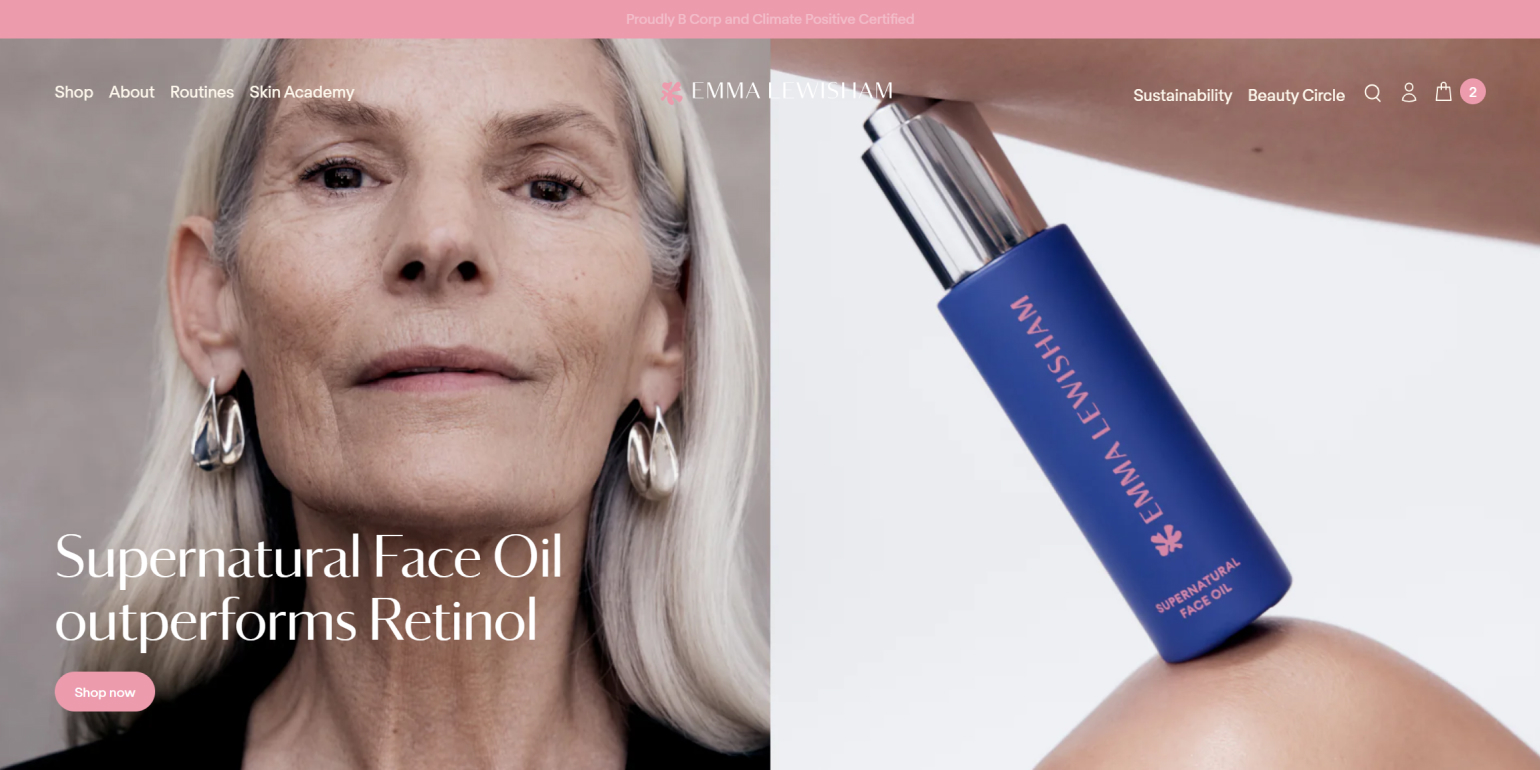 Proudly B Corp and Climate Positive Certified
Shop About Routines Skin Academy
EMMA LEWISHAM
Sustainability Beauty Circle 2
EMMA LEWISHAM
SUPERNATURAL
FACE OIL
Supernatural Face Oil
outperforms Retinol
Shop now